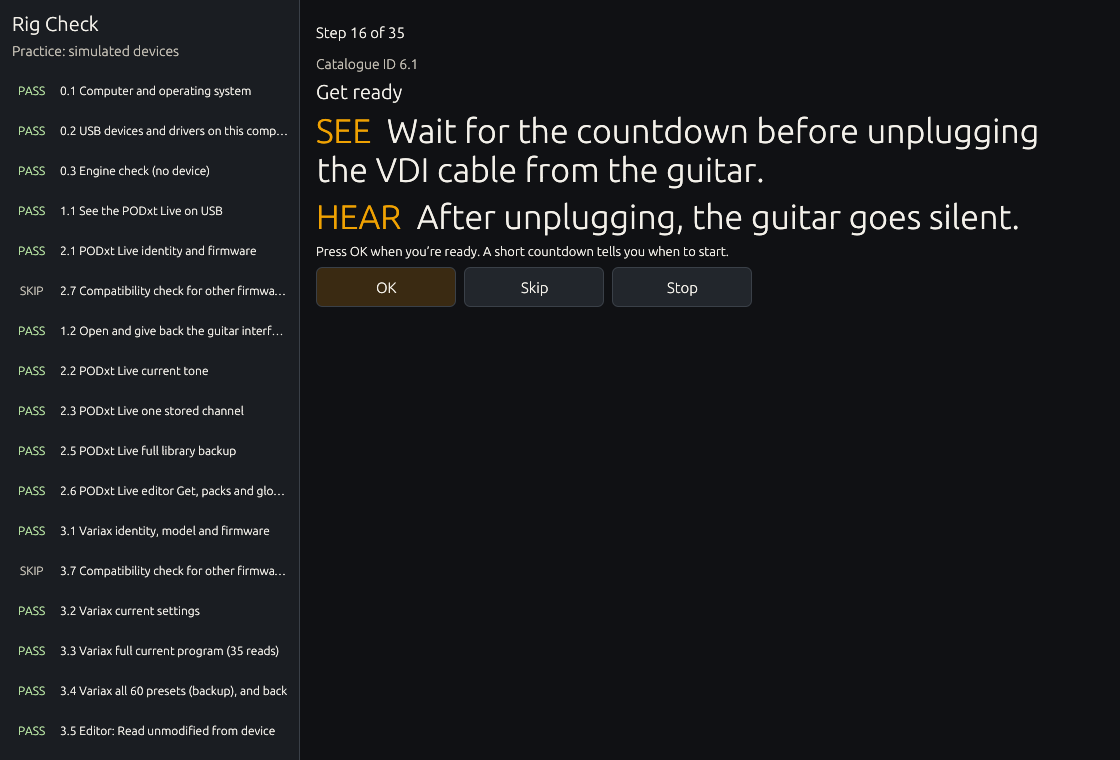 Rig Check
Practice: simulated devices
PASS 0.1 Computer and operating system
PASS 0.2 USB devices and drivers on this comp…
PASS 0.3 Engine check (no device)
PASS 1.1 See the PODxt Live on USB
PASS 2.1 PODxt Live identity and firmware
SKIP 2.7 Compatibility check for other firmwa…
PASS 1.2 Open and give back the guitar interf…
PASS 2.2 PODxt Live current tone
PASS 2.3 PODxt Live one stored channel
PASS 2.5 PODxt Live full library backup
PASS 2.6 PODxt Live editor Get, packs and glo…
PASS 3.1 Variax identity, model and firmware
SKIP 3.7 Compatibility check for other firmwa…
PASS 3.2 Variax current settings
PASS 3.3 Variax full current program (35 reads)
PASS 3.4 Variax all 60 presets (backup), and back
PASS 3.5 Editor: Read unmodified from device
Step 16 of 35
Catalogue ID 6.1
Get ready
SEE Wait for the countdown before unplugging
the VDI cable from the guitar.
HEAR After unplugging, the guitar goes silent.
Press OK when you’re ready. A short countdown tells you when to start.
OK Skip Stop